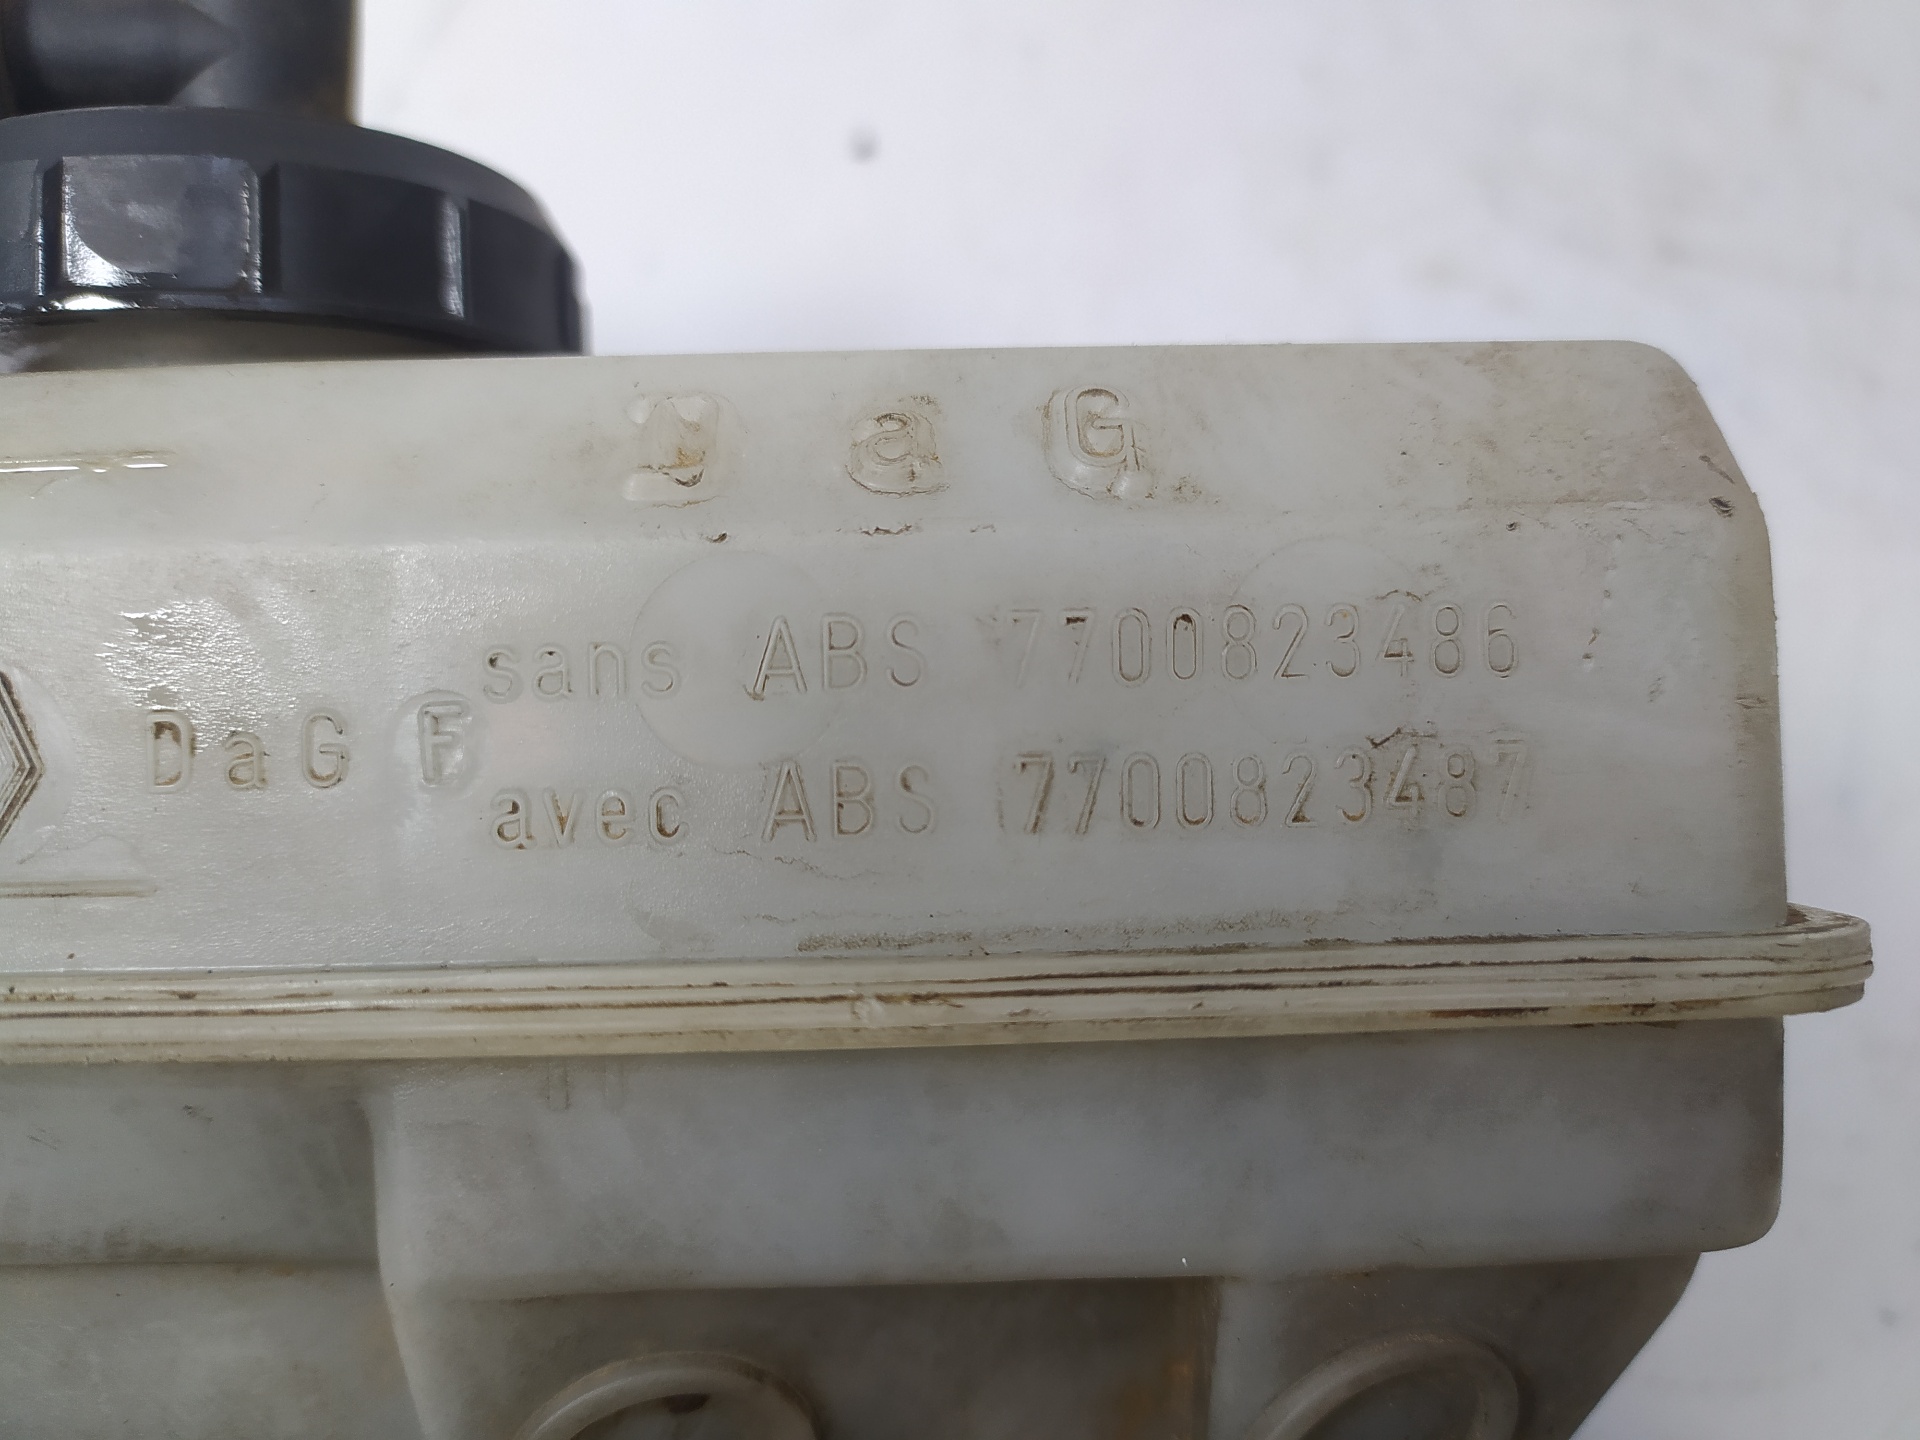 DaG
sans ABS 7700823486
DaG F
avec ABS 7700823487